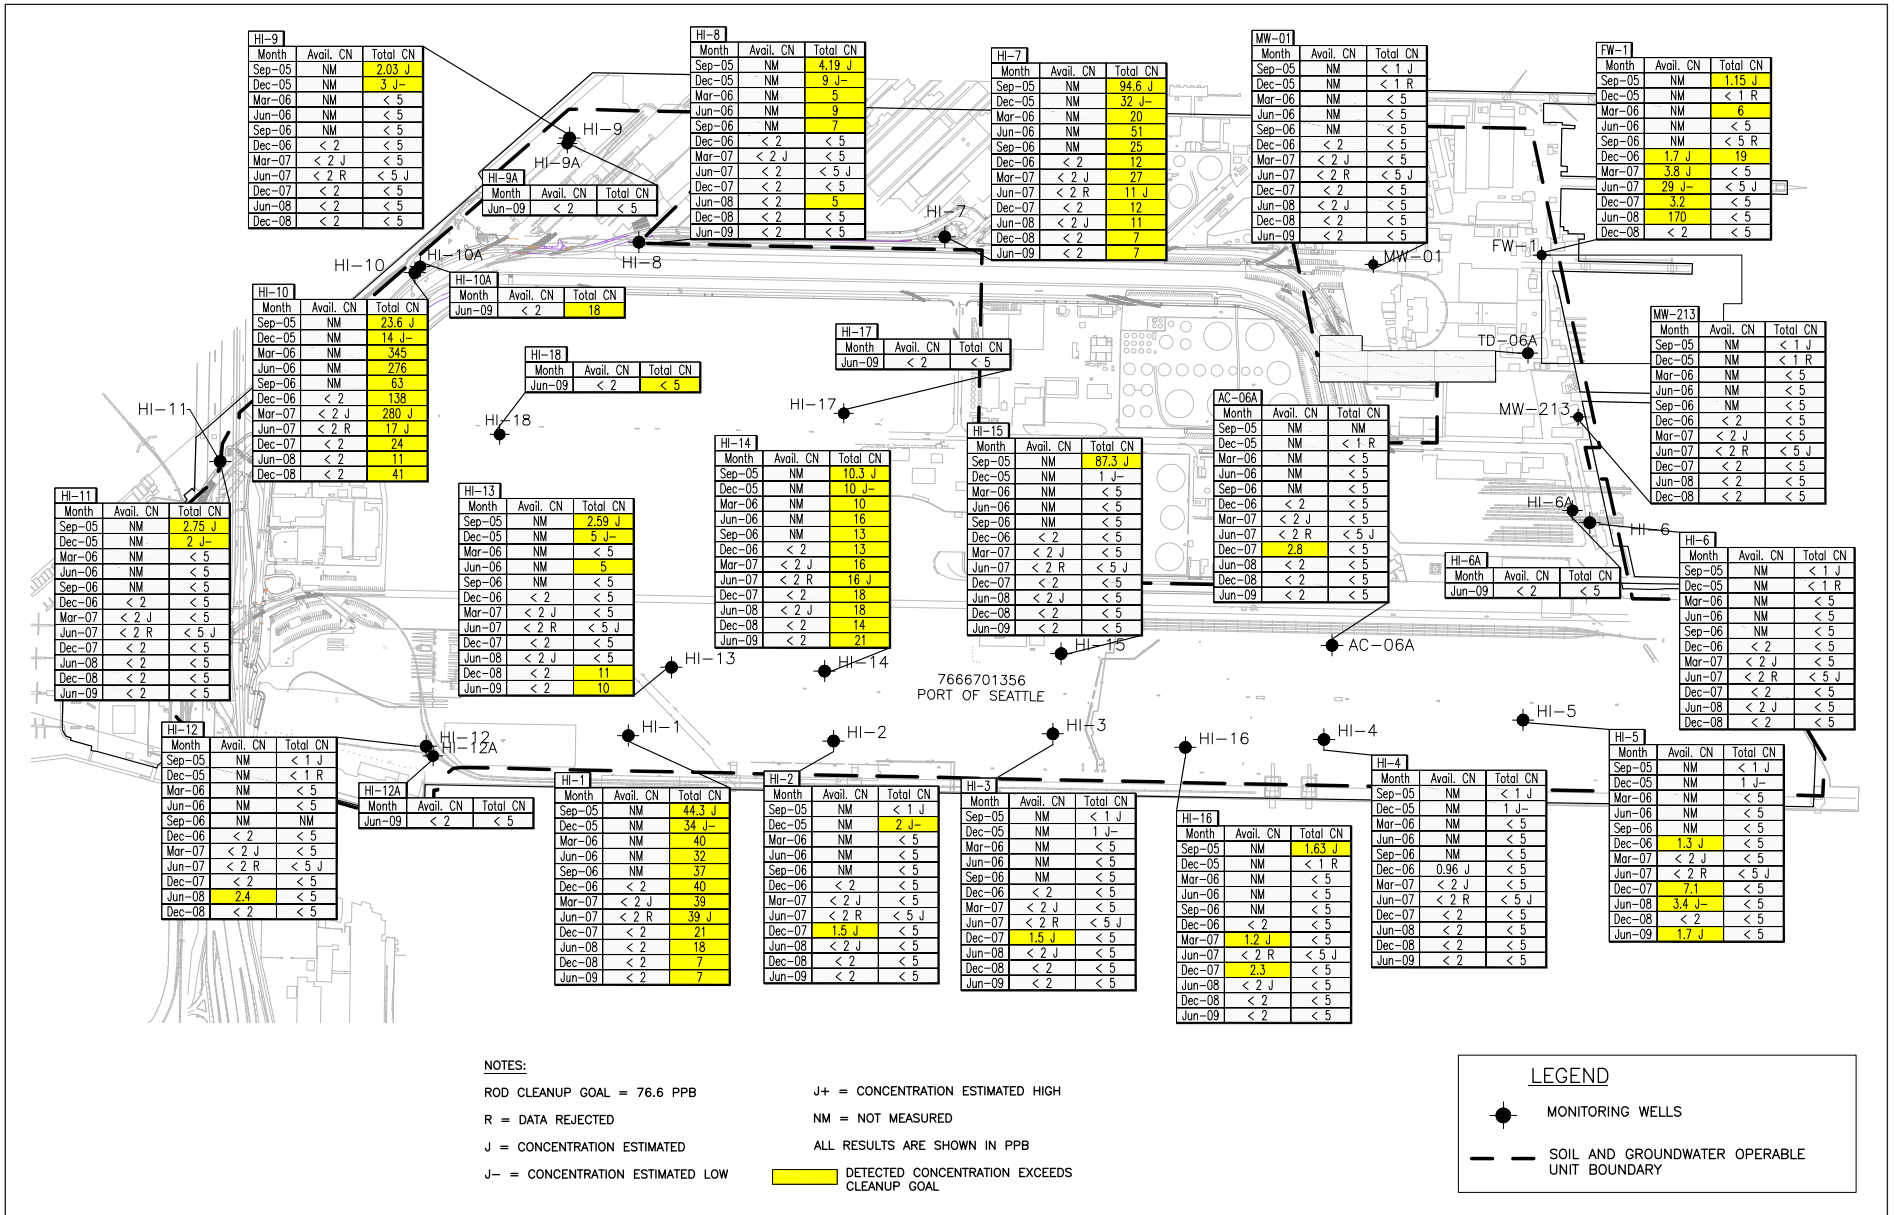 HI-9
Month Avail. CN Total CN
Sep-05 NM 2.03 J
Dec-05 NM 3 J-
Mar-06 NM < 5
Jun-06 NM < 5
Sep-06 NM < 5
Dec-06 < 2 < 5
Mar-07 < 2 J < 5
Jun-07 < 2 R < 5 J
Dec-07 < 2 < 5
Jun-08 < 2 < 5
Dec-08 < 2 < 5
HI-8
Month Avail. CN Total CN
Sep-05 NM 4.19 J
Dec-05 NM 9 J-
Mar-06 NM 5
Jun-06 NM 9
Sep-06 NM 7
Dec-06 < 2 < 5
Mar-07 < 2 J < 5
Jun-07 < 2 < 5 J
Dec-07 < 2 < 5
Jun-08 < 2 5
Dec-08 < 2 < 5
Jun-09 < 2 < 5
HI-7
Month Avail. CN Total CN
Sep-05 NM 94.6 J
Dec-05 NM 32 J-
Mar-06 NM 20
Jun-06 NM 51
Sep-06 NM 25
Dec-06 < 2 12
Mar-07 < 2 J 27
Jun-07 < 2 R 11 J
Dec-07 < 2 12
Jun-08 < 2 J 11
Dec-08 < 2 7
Jun-09 < 2 7
MW-01
Month Avail. CN Total CN
Sep-05 NM < 1 J
Dec-05 NM < 1 R
Mar-06 NM < 5
Jun-06 NM < 5
Sep-06 NM < 5
Dec-06 < 2 < 5
Mar-07 < 2 J < 5
Jun-07 < 2 R < 5 J
Dec-07 < 2 < 5
Jun-08 < 2 J < 5
Dec-08 < 2 < 5
Jun-09 < 2 < 5
FW-1
Month Avail. CN Total CN
Sep-05 NM 1.15 J
Dec-05 NM < 1 R
Mar-06 NM 6
Jun-06 NM < 5
Sep-06 NM < 5 R
Dec-06 1.7 J 19
Mar-07 3.8 J < 5
Jun-07 29 J- < 5 J
Dec-07 3.2 < 5
Jun-08 170 < 5
Dec-08 < 2 < 5
HI-9
HI-9A
HI-9A
Month Avail. CN Total CN
Jun-09 < 2 < 5
HI-7
HI-8
MW-01
FW-1
HI-10
HI-10A
HI-10A
Month Avail. CN Total CN
Jun-09 < 2 18
HI-10
Month Avail. CN Total CN
Sep-05 NM 23.6 J
Dec-05 NM 14 J-
Mar-06 NM 345
Jun-06 NM 276
Sep-06 NM 63
Dec-06 < 2 138
Mar-07 < 2 J 280 J
Jun-07 < 2 R 17 J
Dec-07 < 2 24
Jun-08 < 2 11
Dec-08 < 2 41
HI-18
Month Avail. CN Total CN
Jun-09 < 2 < 5
HI-18
HI-17
Month Avail. CN Total CN
Jun-09 < 2 < 5
HI-17
TD-06A
MW-213
MW-213
Month Avail. CN Total CN
Sep-05 NM < 1 J
Dec-05 NM < 1 R
Mar-06 NM < 5
Jun-06 NM < 5
Sep-06 NM < 5
Dec-06 < 2 < 5
Mar-07 < 2 J < 5
Jun-07 < 2 R < 5 J
Dec-07 < 2 < 5
Jun-08 < 2 < 5
Dec-08 < 2 < 5
HI-11
HI-11
Month Avail. CN Total CN
Sep-05 NM 2.75 J
Dec-05 NM 2 J-
Mar-06 NM < 5
Jun-06 NM < 5
Sep-06 NM < 5
Dec-06 < 2 < 5
Mar-07 < 2 J < 5
Jun-07 < 2 R < 5 J
Dec-07 < 2 < 5
Jun-08 < 2 < 5
Dec-08 < 2 < 5
Jun-09 < 2 < 5
HI-13
Month Avail. CN Total CN
Sep-05 NM 2.59 J
Dec-05 NM 5 J-
Mar-06 NM < 5
Jun-06 NM 5
Sep-06 NM < 5
Dec-06 < 2 < 5
Mar-07 < 2 J < 5
Jun-07 < 2 R < 5 J
Dec-07 < 2 < 5
Jun-08 < 2 J < 5
Dec-08 < 2 11
Jun-09 < 2 10
HI-13
HI-14
Month Avail. CN Total CN
Sep-05 NM 10.3 J
Dec-05 NM 10 J-
Mar-06 NM 10
Jun-06 NM 16
Sep-06 NM 13
Dec-06 < 2 13
Mar-07 < 2 J 16
Jun-07 < 2 R 16 J
Dec-07 < 2 18
Jun-08 < 2 J 18
Dec-08 < 2 14
Jun-09 < 2 21
HI-14
HI-15
Month Avail. CN Total CN
Sep-05 NM 87.3 J
Dec-05 NM 1 J-
Mar-06 NM < 5
Jun-06 NM < 5
Sep-06 NM < 5
Dec-06 < 2 < 5
Mar-07 < 2 J < 5
Jun-07 < 2 R < 5 J
Dec-07 < 2 < 5
Jun-08 < 2 J < 5
Dec-08 < 2 < 5
Jun-09 < 2 < 5
HI-15
AC-06A
Month Avail. CN Total CN
Sep-05 NM NM
Dec-05 NM < 1 R
Mar-06 NM < 5
Jun-06 NM < 5
Sep-06 NM < 5
Dec-06 < 2 < 5
Mar-07 < 2 J < 5
Jun-07 < 2 R < 5 J
Dec-07 2.8 < 5
Jun-08 < 2 < 5
Dec-08 < 2 < 5
Jun-09 < 2 < 5
AC-06A
HI-6A
HI-6
HI-6A
Month Avail. CN Total CN
Jun-09 < 2 < 5
HI-6
Month Avail. CN Total CN
Sep-05 NM < 1 J
Dec-05 NM < 1 R
Mar-06 NM < 5
Jun-06 NM < 5
Sep-06 NM < 5
Dec-06 < 2 < 5
Mar-07 < 2 J < 5
Jun-07 < 2 R < 5 J
Dec-07 < 2 < 5
Jun-08 < 2 J < 5
Dec-08 < 2 < 5
7666701356
PORT OF SEATTLE
HI-12
HI-12A
HI-1
HI-2
HI-3
HI-16
HI-4
HI-5
HI-12
Month Avail. CN Total CN
Sep-05 NM < 1 J
Dec-05 NM < 1 R
Mar-06 NM < 5
Jun-06 NM < 5
Sep-06 NM NM
Dec-06 < 2 < 5
Mar-07 < 2 J < 5
Jun-07 < 2 R < 5 J
Dec-07 < 2 < 5
Jun-08 2.4 < 5
Dec-08 < 2 < 5
HI-12A
Month Avail. CN Total CN
Jun-09 < 2 < 5
HI-1
Month Avail. CN Total CN
Sep-05 NM 44.3 J
Dec-05 NM 34 J-
Mar-06 NM 40
Jun-06 NM 32
Sep-06 NM 37
Dec-06 < 2 40
Mar-07 < 2 J 39
Jun-07 < 2 R 39 J
Dec-07 < 2 21
Jun-08 < 2 18
Dec-08 < 2 7
Jun-09 < 2 7
HI-2
Month Avail. CN Total CN
Sep-05 NM < 1 J
Dec-05 NM 2 J-
Mar-06 NM < 5
Jun-06 NM < 5
Sep-06 NM < 5
Dec-06 < 2 < 5
Mar-07 < 2 J < 5
Jun-07 < 2 R < 5 J
Dec-07 1.5 J < 5
Jun-08 < 2 J < 5
Dec-08 < 2 < 5
Jun-09 < 2 < 5
HI-3
Month Avail. CN Total CN
Sep-05 NM < 1 J
Dec-05 NM 1 J-
Mar-06 NM < 5
Jun-06 NM < 5
Sep-06 NM < 5
Dec-06 < 2 < 5
Mar-07 < 2 J < 5
Jun-07 < 2 R < 5 J
Dec-07 1.5 J < 5
Jun-08 < 2 J < 5
Dec-08 < 2 < 5
Jun-09 < 2 < 5
HI-16
Month Avail. CN Total CN
Sep-05 NM 1.63 J
Dec-05 NM < 1 R
Mar-06 NM < 5
Jun-06 NM < 5
Sep-06 NM < 5
Dec-06 < 2 < 5
Mar-07 1.2 J < 5
Jun-07 < 2 R < 5 J
Dec-07 2.3 < 5
Jun-08 < 2 J < 5
Dec-08 < 2 < 5
Jun-09 < 2 < 5
HI-4
Month Avail. CN Total CN
Sep-05 NM < 1 J
Dec-05 NM 1 J-
Mar-06 NM < 5
Jun-06 NM < 5
Sep-06 NM < 5
Dec-06 0.96 J < 5
Mar-07 < 2 J < 5
Jun-07 < 2 R < 5 J
Dec-07 < 2 < 5
Jun-08 < 2 < 5
Dec-08 < 2 < 5
Jun-09 < 2 < 5
HI-5
Month Avail. CN Total CN
Sep-05 NM < 1 J
Dec-05 NM 1 J-
Mar-06 NM < 5
Jun-06 NM < 5
Sep-06 NM < 5
Dec-06 1.3 J < 5
Mar-07 < 2 J < 5
Jun-07 < 2 R < 5 J
Dec-07 7.1 < 5
Jun-08 3.4 J- < 5
Dec-08 < 2 < 5
Jun-09 1.7 J < 5
NOTES:
ROD CLEANUP GOAL = 76.6 PPB
R = DATA REJECTED
J = CONCENTRATION ESTIMATED
J- = CONCENTRATION ESTIMATED LOW
J+ = CONCENTRATION ESTIMATED HIGH
NM = NOT MEASURED
ALL RESULTS ARE SHOWN IN PPB
DETECTED CONCENTRATION EXCEEDS
CLEANUP GOAL
LEGEND
MONITORING WELLS
SOIL AND GROUNDWATER OPERABLE
UNIT BOUNDARY